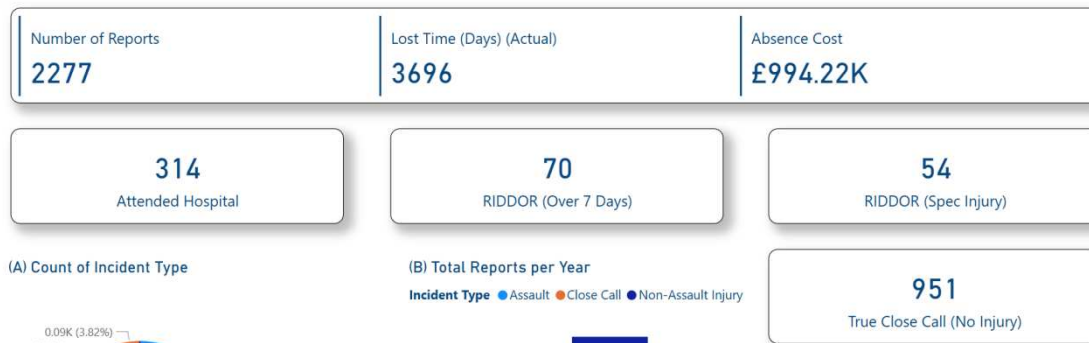 Number of Reports
2277
Lost Time (Days) (Actual)
3696
Absence Cost
£994.22K
314
Attended Hospital
70
RIDDOR (Over 7 Days)
54
RIDDOR (Spec Injury)
(A) Count of Incident Type
0.09K (3.82%)
(B) Total Reports per Year
Incident Type Assault Close Call Non-Assault Injury
951
True Close Call (No Injury)